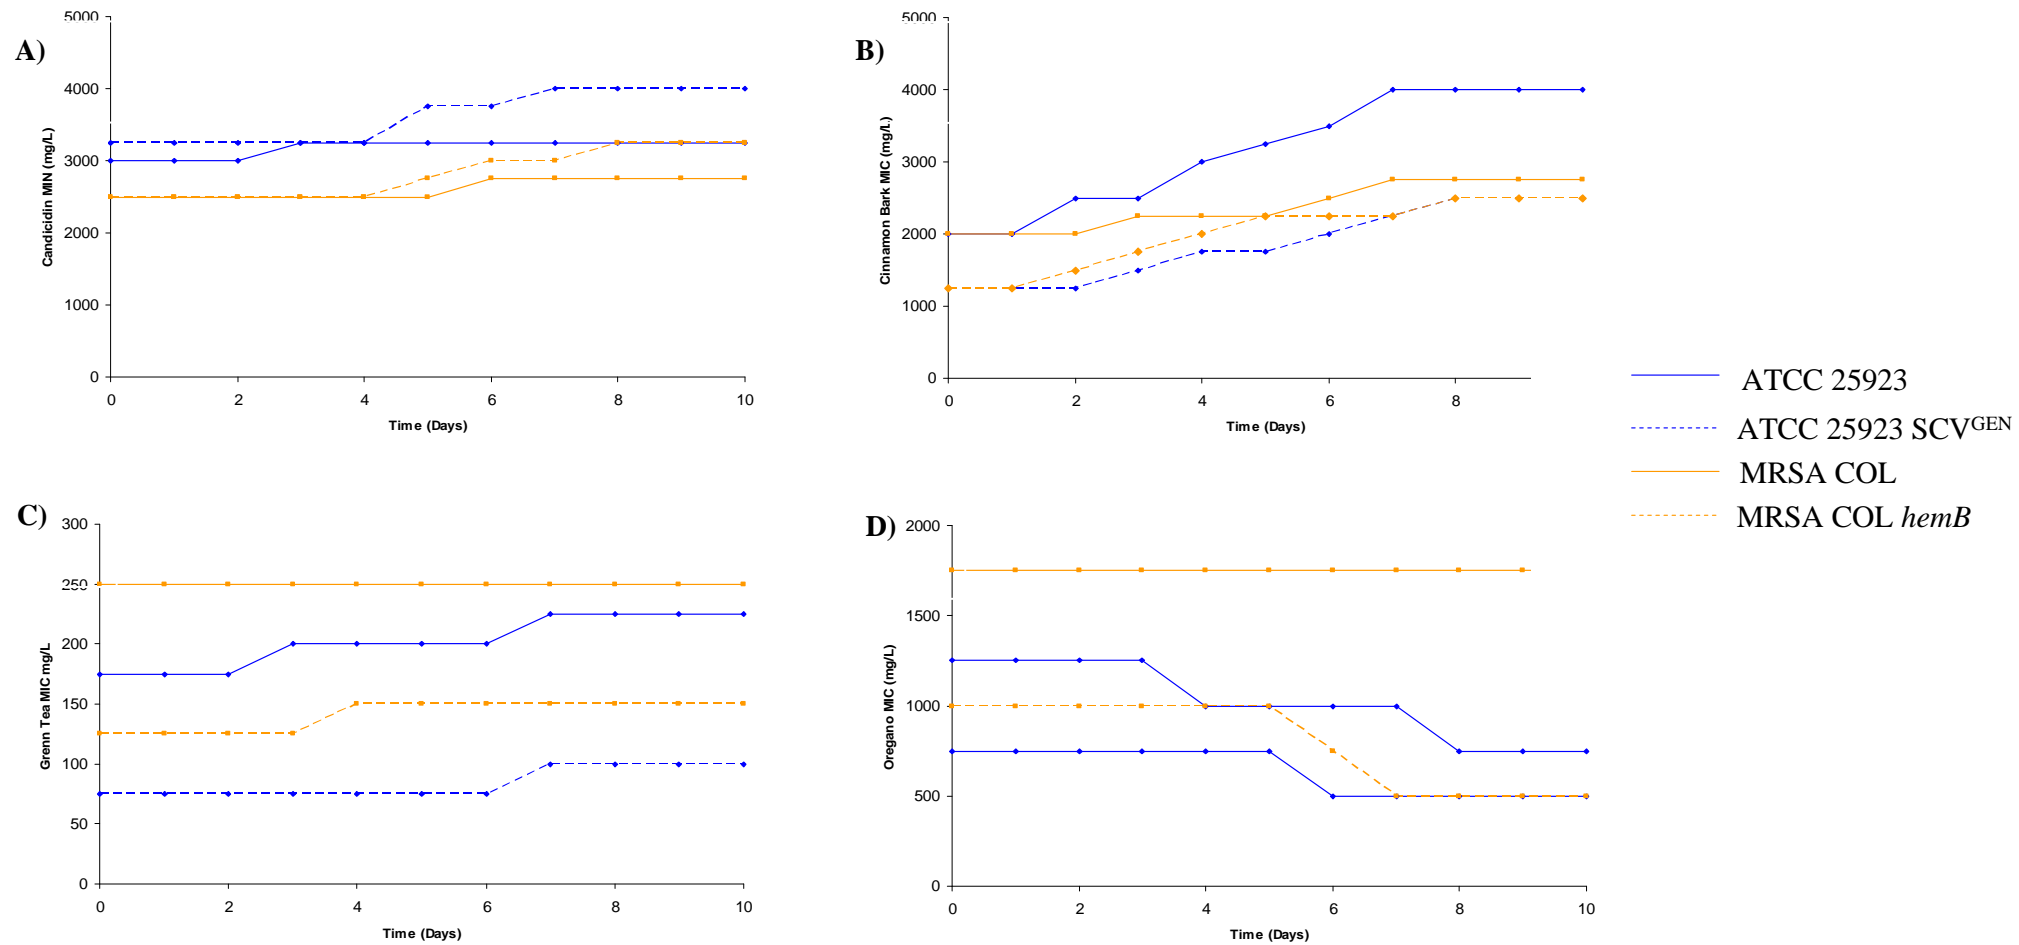 A)
5000
4000
3000
2000
1000
0
Candicidin MIN (mg/L)
0 2 4 6 8 10
Time (Days)
B)
5000
4000
3000
2000
1000
0
Cinnamon Bark MIC (mg/L)
0 2 4 6 8
Time (Days)
ATCC 25923
ATCC 25923 SCVGEN
MRSA COL
MRSA COL hemB
C)
300
250
200
150
100
50
0
Grenn Tea MIC mg/L
0 2 4 6 8 10
Time (Days)
D)
2000
1500
1000
500
0
Oregano MIC (mg/L)
0 2 4 6 8 10
Time (Days)